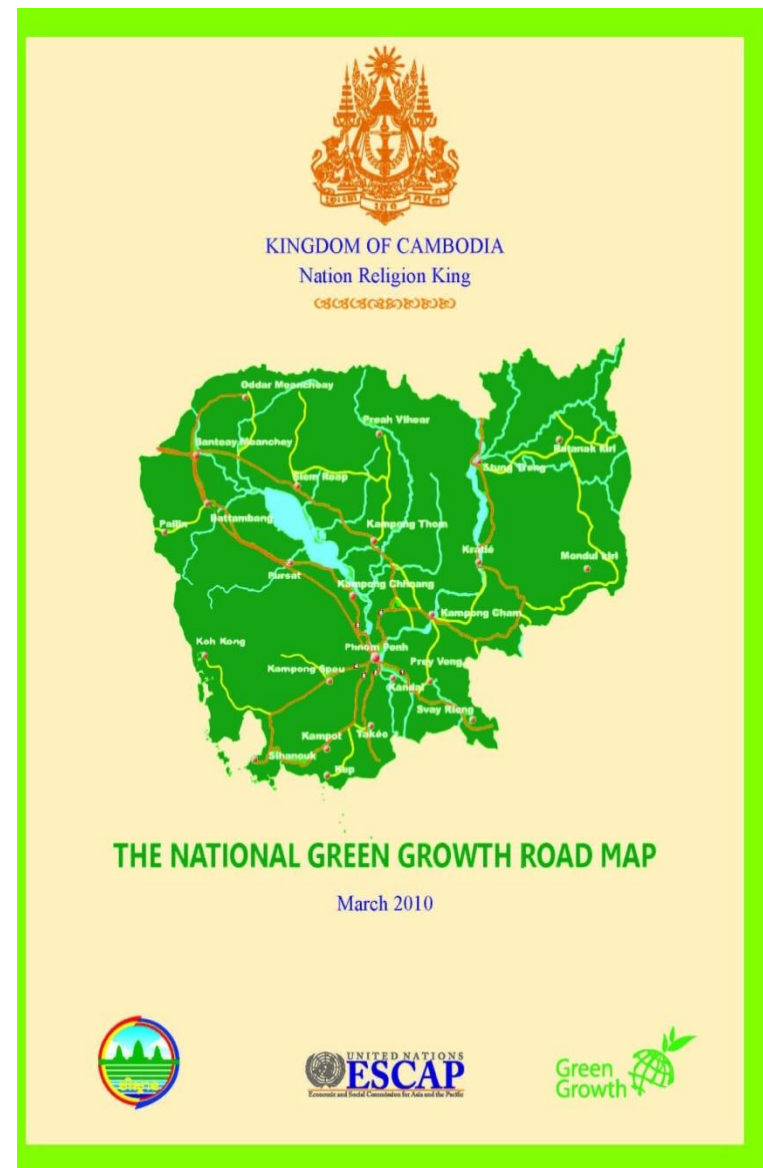 KINGDOM OF CAMBODIA
Nation Religion King
Oddar Meancheay
Preah Vihear
Banteay Meanchey
Ratanak kiri
Stung Treng
Siem Reap
Pailin
Battambang
Kampong Thom
Kratié
Mondul kiri
Pursat
Kampong Chhnang
Kampong Cham
Koh Kong
Phnom Penh
Prey Veng
Kampong Speu
Kandal
Svay Rieng
Kampot
Takéo
Sihanouk
Kep
THE NATIONAL GREEN GROWTH ROAD MAP
March 2010
UNITED NATIONS
ESCAP
Economic and Social Commission for Asia and the Pacific
Green
Growth